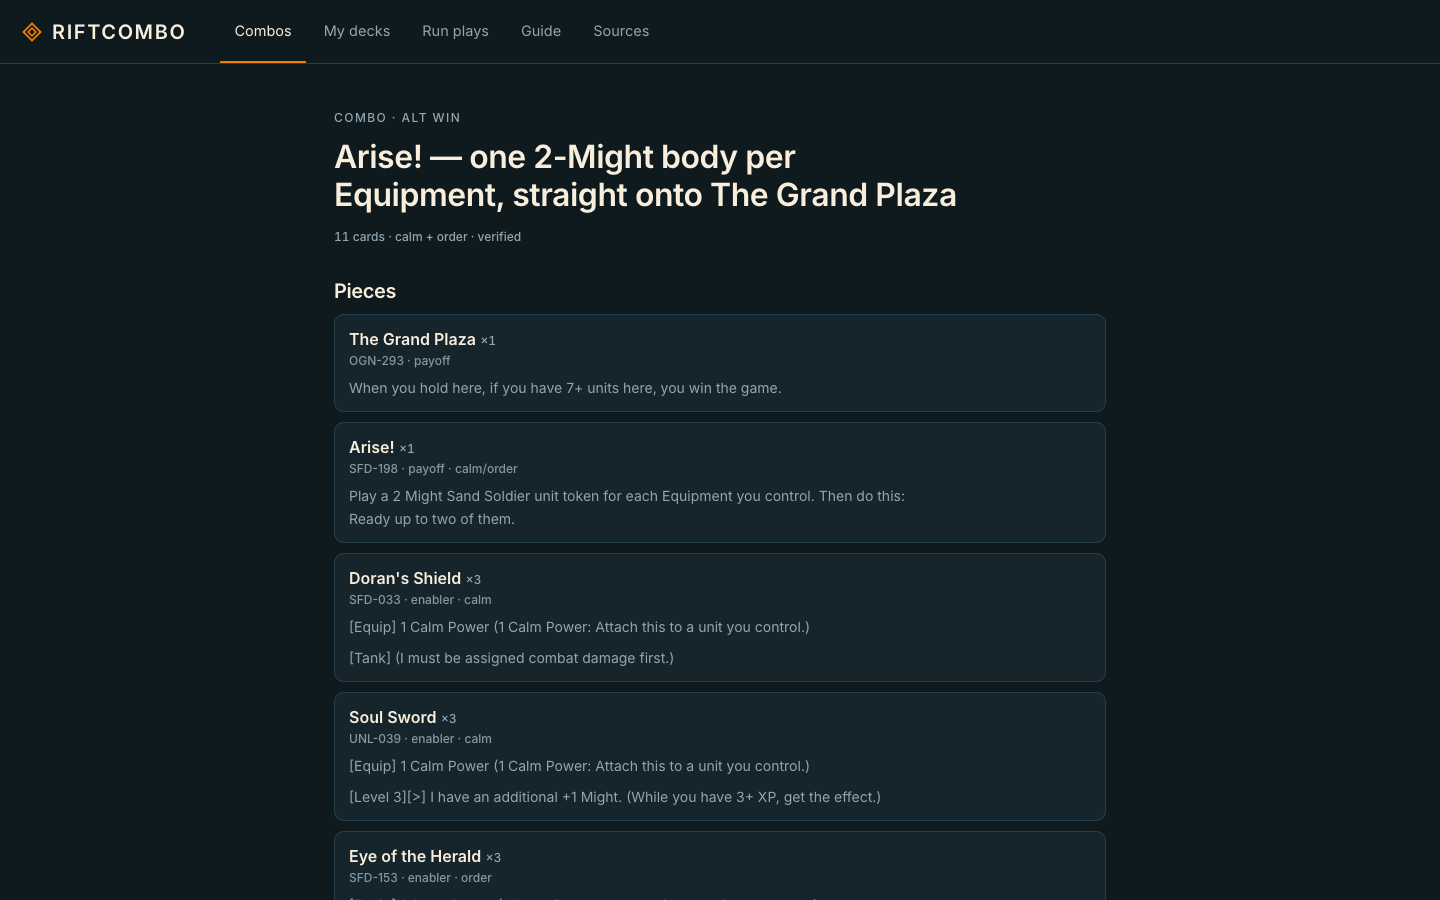 RIFTCOMBO
Combos
My decks
Run plays
Guide
Sources
COMBO · ALT WIN
Arise! — one 2-Might body per
Equipment, straight onto The Grand Plaza
11 cards · calm + order · verified
Pieces
The Grand Plaza ×1
OGN-293 · payoff
When you hold here, if you have 7+ units here, you win the game.
Arise! ×1
SFD-198 · payoff · calm/order
Play a 2 Might Sand Soldier unit token for each Equipment you control. Then do this:
Ready up to two of them.
Doran's Shield ×3
SFD-033 · enabler · calm
[Equip] 1 Calm Power (1 Calm Power: Attach this to a unit you control.)
[Tank] (I must be assigned combat damage first.)
Soul Sword ×3
UNL-039 · enabler · calm
[Equip] 1 Calm Power (1 Calm Power: Attach this to a unit you control.)
[Level 3][>] I have an additional +1 Might. (While you have 3+ XP, get the effect.)
Eye of the Herald ×3
SFD-153 · enabler · order